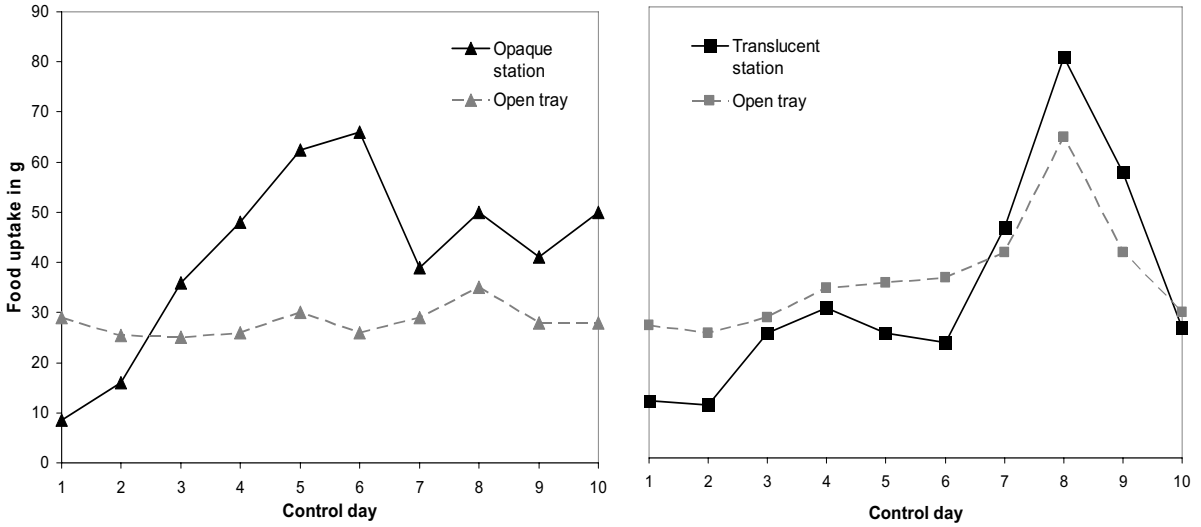 90
80
70
60
50
40
30
20
10
0
Food uptake in g
Opaque
station
Open tray
1 2 3 4 5 6 7 8 9 10
Control day
Translucent
station
Open tray
1 2 3 4 5 6 7 8 9 10
Control day